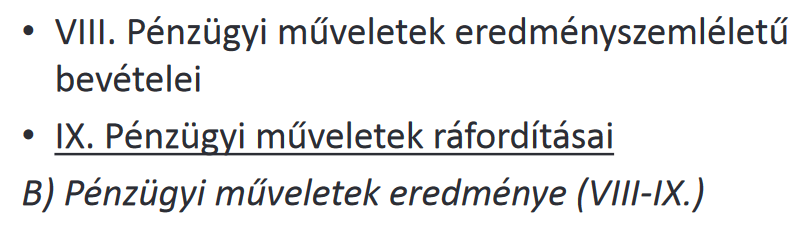 • VIII. Pénzügyi műveletek eredményszemléletű
bevételei
• IX. Pénzügyi műveletek ráfordításai
B) Pénzügyi műveletek eredménye (VIII-IX.)